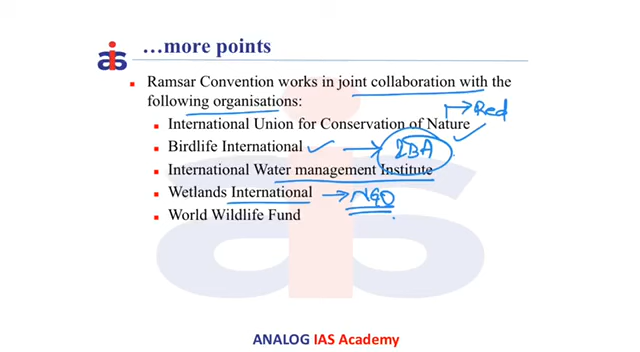 ...more points
Ramsar Convention works in joint collaboration with the
following organisations:
Red
International Union for Conservation of Nature
Birdlife International
IBA
International Water management Institute
Wetlands International
NGO
World Wildlife Fund
ANALOG IAS Academy